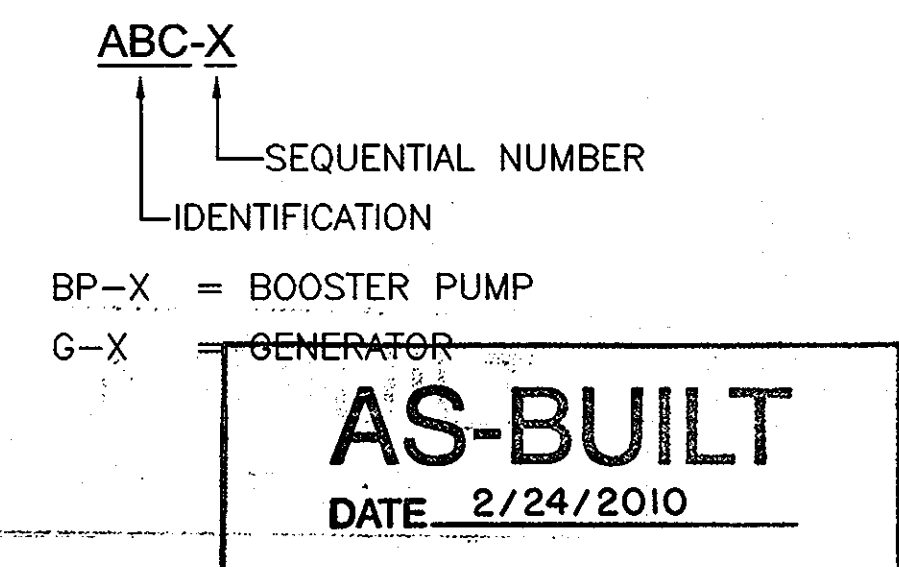 ABC-X
SEQUENTIAL NUMBER
IDENTIFICATION
BP-X = BOOSTER PUMP
G-X = GENERATOR
AS-BUILT
DATE 2/24/2010